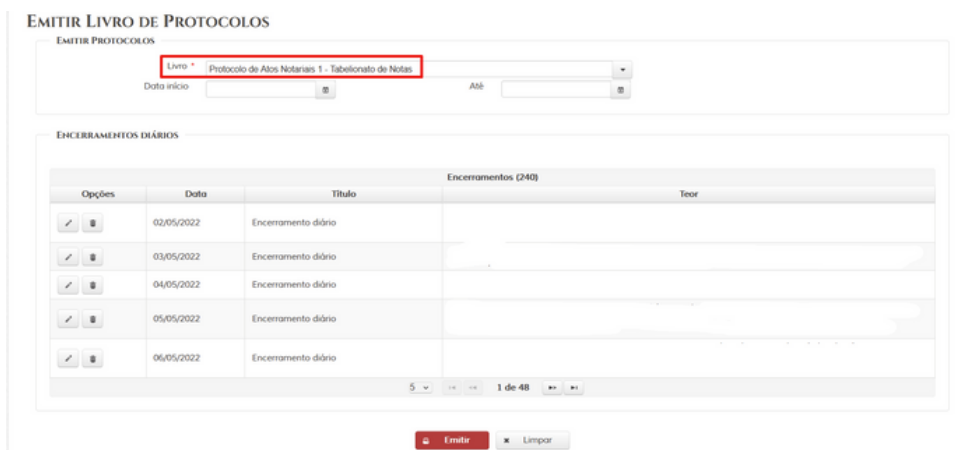 EMITIR LIVRO DE PROTOCOLOS
EMITIR PROTOCOLOS
Livro * Protocolo de Atos Notariais 1 - Tabelionato de Notas
Data início Até
ENCERRAMENTOS DIÁRIOS
Encerramentos (240)
Opções Data Título Teor
02/05/2022 Encerramento diário
03/05/2022 Encerramento diário
04/05/2022 Encerramento diário
05/05/2022 Encerramento diário
06/05/2022 Encerramento diário
5 1 de 48
Emitir Limpar